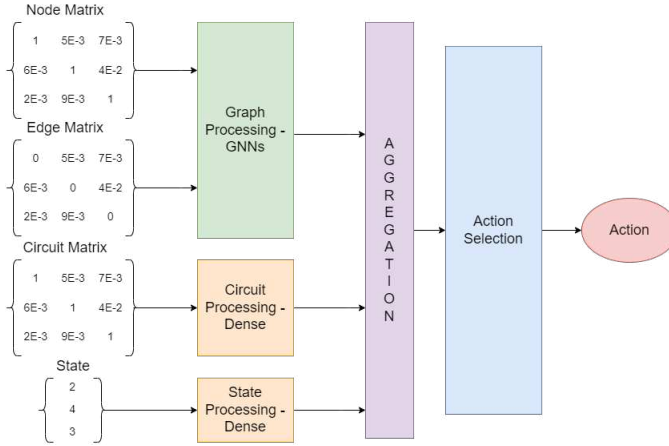 Node Matrix
1 5E-3 7E-3
6E-3 1 4E-2
2E-3 9E-3 1
Edge Matrix
0 5E-3 7E-3
6E-3 0 4E-2
2E-3 9E-3 0
Circuit Matrix
1 5E-3 7E-3
6E-3 1 4E-2
2E-3 9E-3 1
State
2
4
3
Graph
Processing -
GNNs
Circuit
Processing -
Dense
State
Processing -
Dense
A
G
G
R
E
G
A
T
I
O
N
Action
Selection
Action